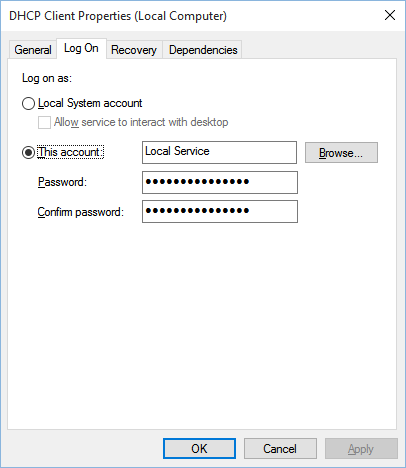 DHCP Client Properties (Local Computer)
General Log On Recovery Dependencies
Log on as:
Local System account
Allow service to interact with desktop
This account: Local Service Browse...
Password: •••••••••••••••
Confirm password: •••••••••••••••
OK Cancel Apply